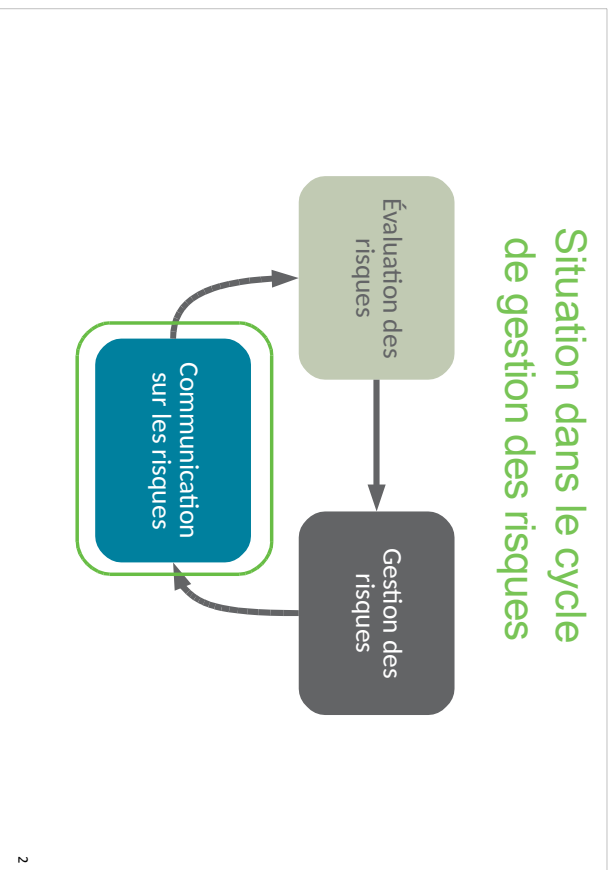 Situation dans le cycle
de gestion des risques
Évaluation des
risques
Gestion des
risques
Communication
sur les risques
2